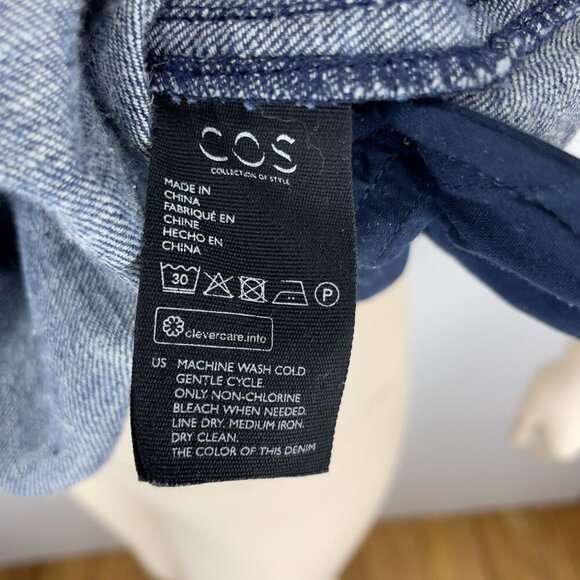 COS
COLLECTION OF STYLE
MADE IN
CHINA
FABRIQUÉ EN
CHINE
HECHO EN
CHINA
30 P
clevercare.info
US MACHINE WASH COLD
GENTLE CYCLE.
ONLY NON-CHLORINE
BLEACH WHEN NEEDED.
LINE DRY. MEDIUM IRON.
DRY CLEAN.
THE COLOR OF THIS DENIM